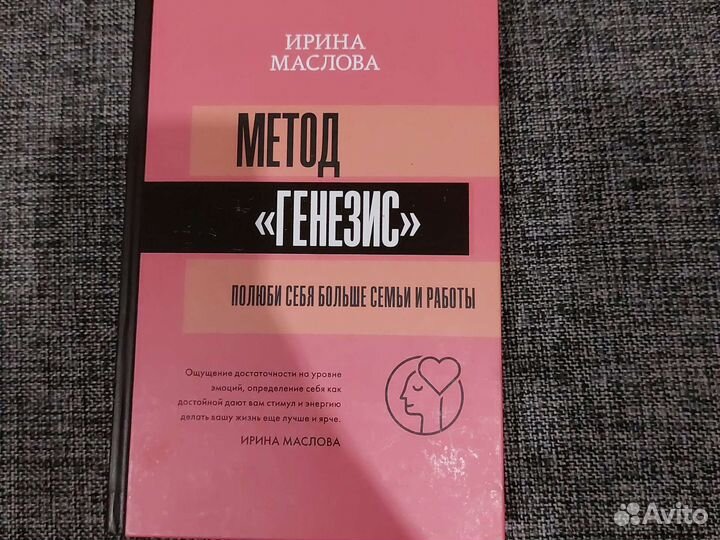 ИРИНА
МАСЛОВА
МЕТОД
«ГЕНЕЗИС»
ПОЛЮБИ СЕБЯ БОЛЬШЕ СЕМЬИ И РАБОТЫ
Ощущение достаточности на уровне
эмоций, определение себя как
достойной дают вам стимул и энергию
делать вашу жизнь еще лучше и ярче.
ИРИНА МАСЛОВА
Avito